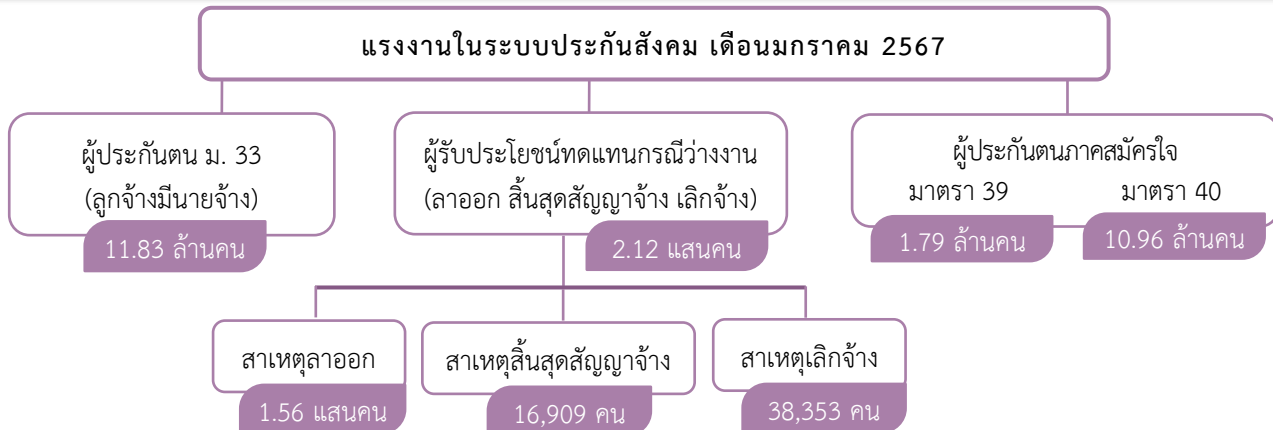 แรงงานในระบบประกันสังคม เดือนมกราคม 2567
ผู้ประกันตน ม. 33
(ลูกจ้างมีนายจ้าง)
11.83 ล้านคน
ผู้รับประโยชน์ทดแทนกรณีว่างงาน
(ลาออก สิ้นสุดสัญญาจ้าง เลิกจ้าง)
2.12 แสนคน
ผู้ประกันตนภาคสมัครใจ
มาตรา 39 มาตรา 40
1.79 ล้านคน 10.96 ล้านคน
สาเหตุลาออก
1.56 แสนคน
สาเหตุสิ้นสุดสัญญาจ้าง
16,909 คน
สาเหตุเลิกจ้าง
38,353 คน